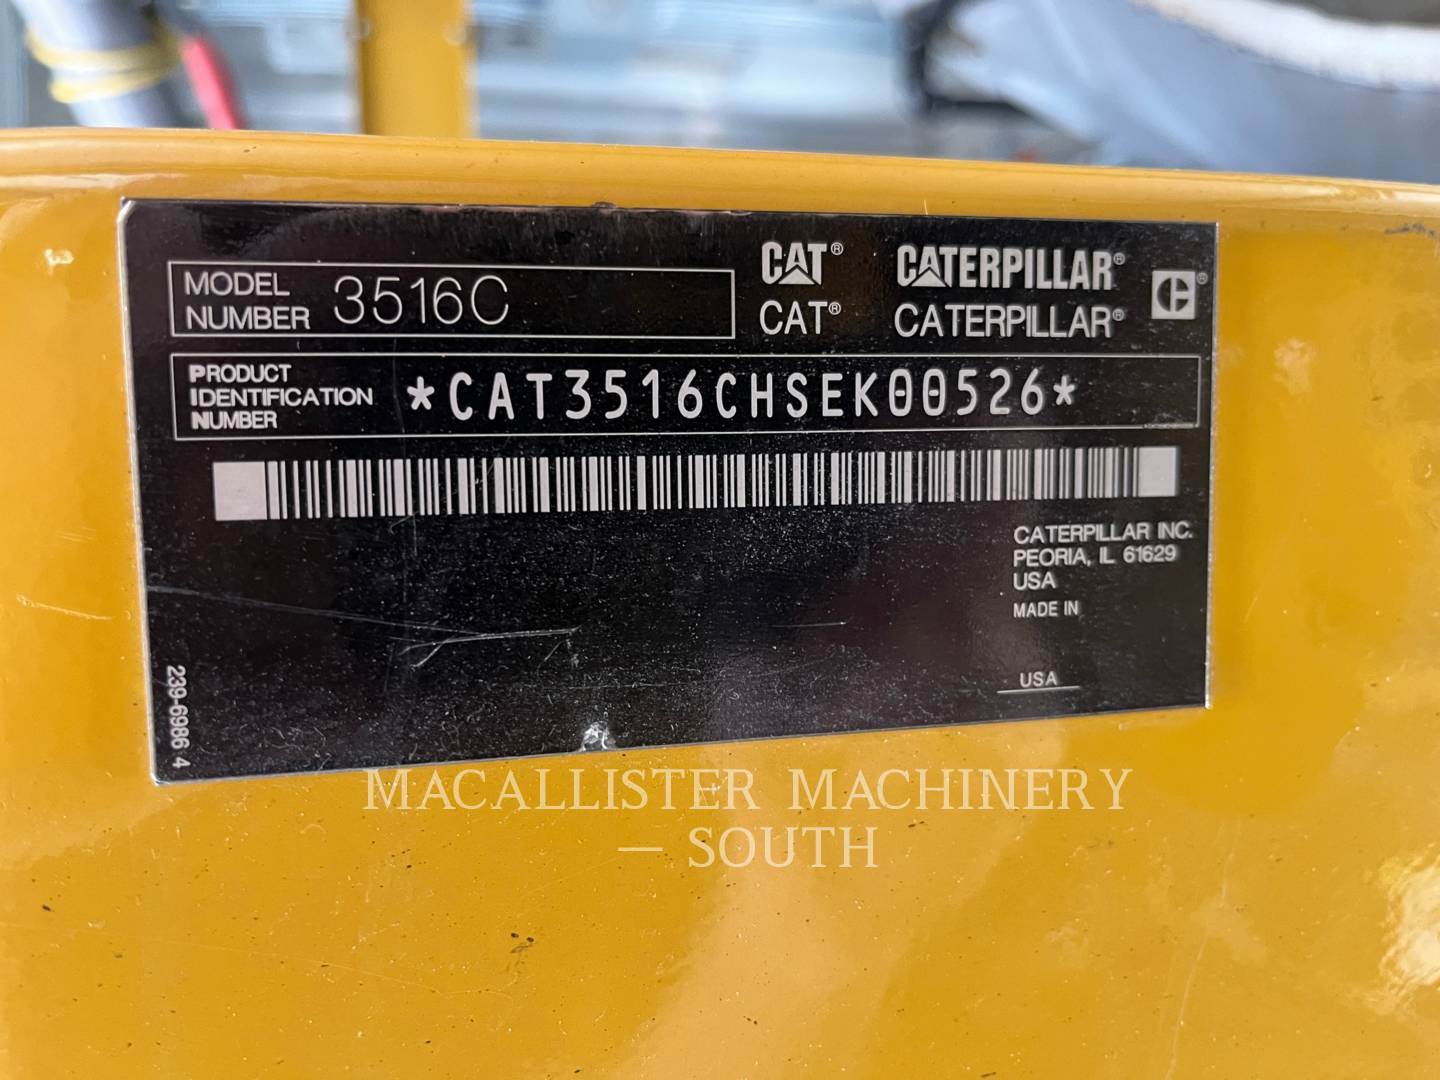 MODEL
NUMBER 3516C
CAT® CATERPILLAR®
CAT® CATERPILLAR®
PRODUCT
IDENTIFICATION
NUMBER
*CAT3516CHSEK00526*
CATERPILLAR INC.
PEORIA, IL 61629
USA
MADE IN
USA
239-6986 4
MACALLISTER MACHINERY
— SOUTH